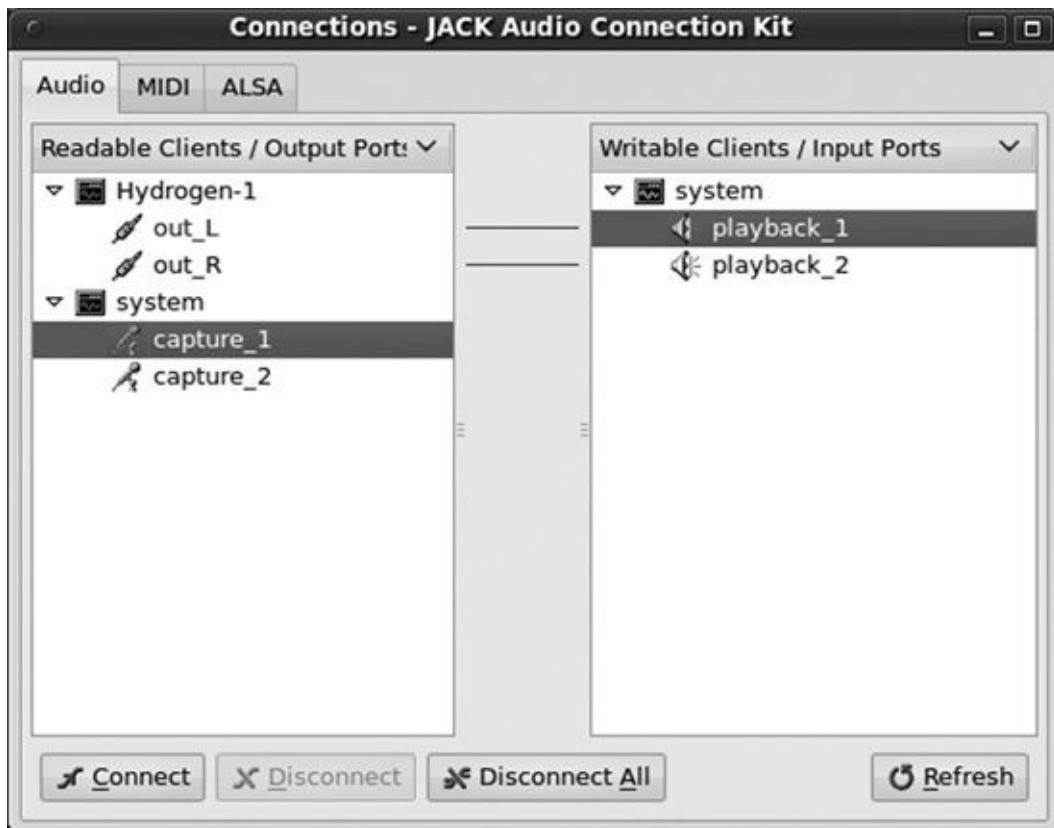 Connections - JACK Audio Connection Kit
Audio MIDI ALSA
Readable Clients / Output Ports
Writable Clients / Input Ports
Hydrogen-1
out_L
out_R
system
capture_1
capture_2
system
playback_1
playback_2
Connect
Disconnect
Disconnect All
Refresh